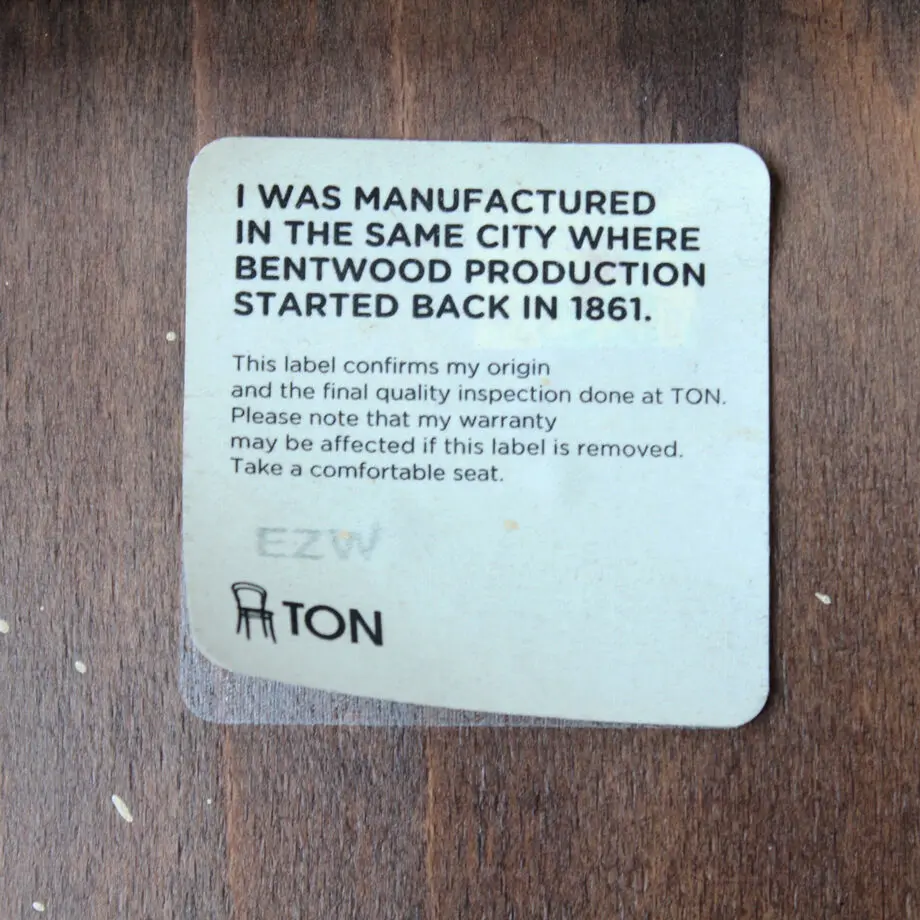 I WAS MANUFACTURED
IN THE SAME CITY WHERE
BENTWOOD PRODUCTION
STARTED BACK IN 1861.
This label confirms my origin
and the final quality inspection done at TON.
Please note that my warranty
may be affected if this label is removed.
Take a comfortable seat.
EZW
TON